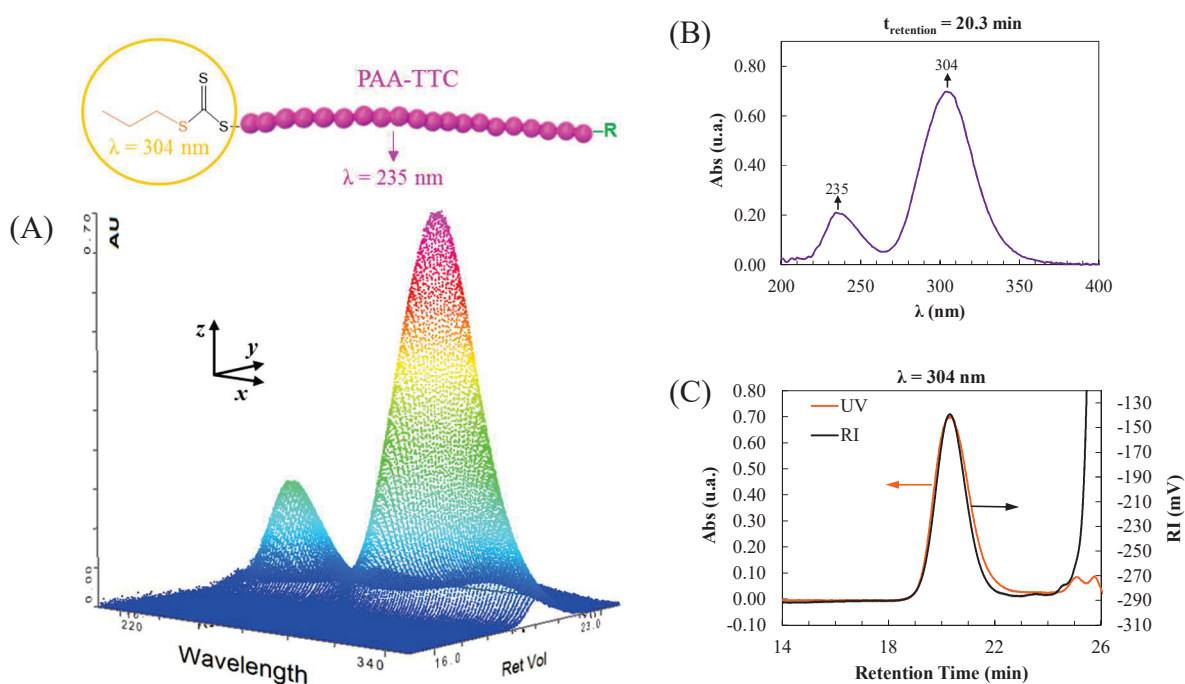 PAA-TTC
S
S
S
–R
λ = 304 nm
λ = 235 nm
(A)
AU
0.70
0.00
z
y
x
220
340
Wavelength
16.0
23.0
Ret Vol
(B)
t_retention = 20.3 min
304
235
0.80
0.60
0.40
0.20
0.00
Abs (u.a.)
200
250
300
350
400
λ (nm)
(C)
λ = 304 nm
UV
RI
0.80
0.70
0.60
0.50
0.40
0.30
0.20
0.10
0.00
-0.10
Abs (u.a.)
-130
-150
-170
-190
-210
-230
-250
-270
-290
-310
RI (mV)
14
18
22
26
Retention Time (min)